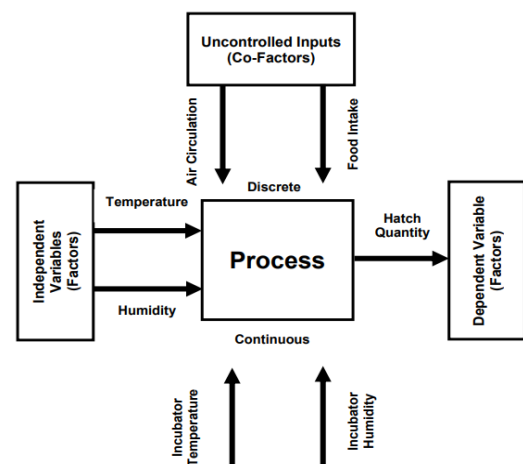 Uncontrolled Inputs
(Co-Factors)
Air Circulation
Food Intake
Discrete
Independent
Variables
(Factors)
Temperature
Humidity
Process
Hatch
Quantity
Dependent Variable
(Factors)
Continuous
Incubator
Temperature
Incubator
Humidity